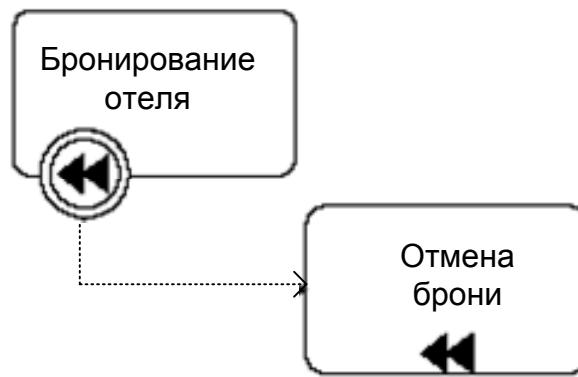 Бронирование
отеля
Отмена
брони